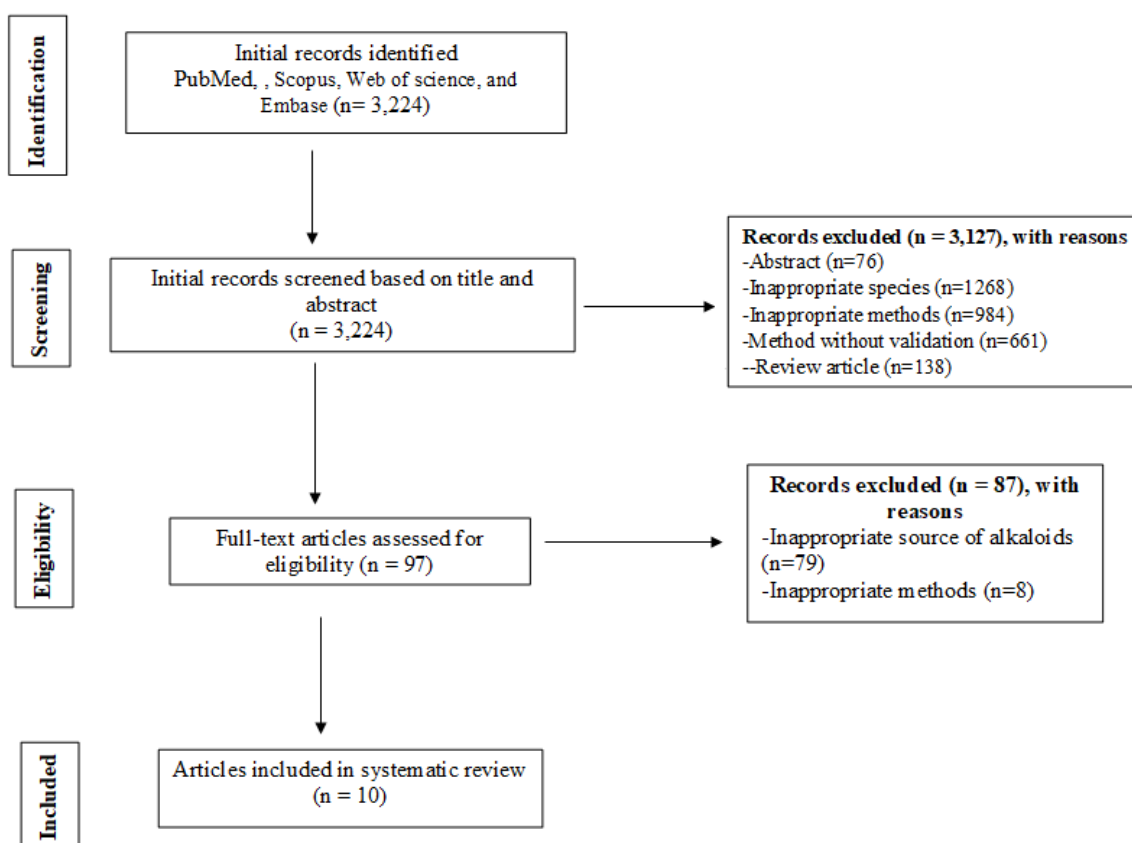 Identification
Initial records identified
PubMed, , Scopus, Web of science, and
Embase (n= 3,224)
Screening
Initial records screened based on title and
abstract
(n = 3,224)
Records excluded (n = 3,127), with reasons
-Abstract (n=76)
-Inappropriate species (n=1268)
-Inappropriate methods (n=984)
-Method without validation (n=661)
--Review article (n=138)
Eligibility
Full-text articles assessed for
eligibility (n = 97)
Records excluded (n = 87), with
reasons
-Inappropriate source of alkaloids
(n=79)
-Inappropriate methods (n=8)
Included
Articles included in systematic review
(n = 10)